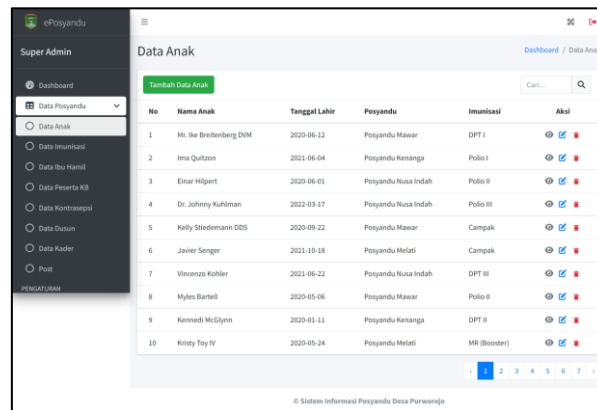 ePosyandu
Super Admin
Dashboard
Data Posyandu
Data Anak
Data Imunisasi
Data Ibu Hamil
Data Peserta KB
Data Kontrasepsi
Data Dusun
Data Kader
Post
PENGATURAN
Data Anak
Dashboard / Data Ana
Tambah Data Anak
Cari...
No Nama Anak Tanggal Lahir Posyandu Imunisasi Aksi
1 Mr. Ike Breitenberg DVM 2020-06-12 Posyandu Mawar DPT I
2 Ima Quitzon 2021-06-04 Posyandu Kenanga Polio I
3 Einar Hilpert 2020-06-01 Posyandu Nusa Indah Polio II
4 Dr. Johnny Kuhlman 2022-03-17 Posyandu Nusa Indah Polio III
5 Kelly Stiedemann DDS 2020-09-22 Posyandu Mawar Campak
6 Javier Senger 2021-10-18 Posyandu Melati Campak
7 Vincenzo Kohler 2021-06-22 Posyandu Nusa Indah DPT III
8 Myles Bartell 2020-05-06 Posyandu Mawar Polio II
9 Kennedi McGlynn 2020-01-11 Posyandu Kenanga DPT II
10 Kristy Toy IV 2020-05-24 Posyandu Melati MR (Booster)
‹ 1 2 3 4 5 6 7 ›
© Sistem Informasi Posyandu Desa Purworejo